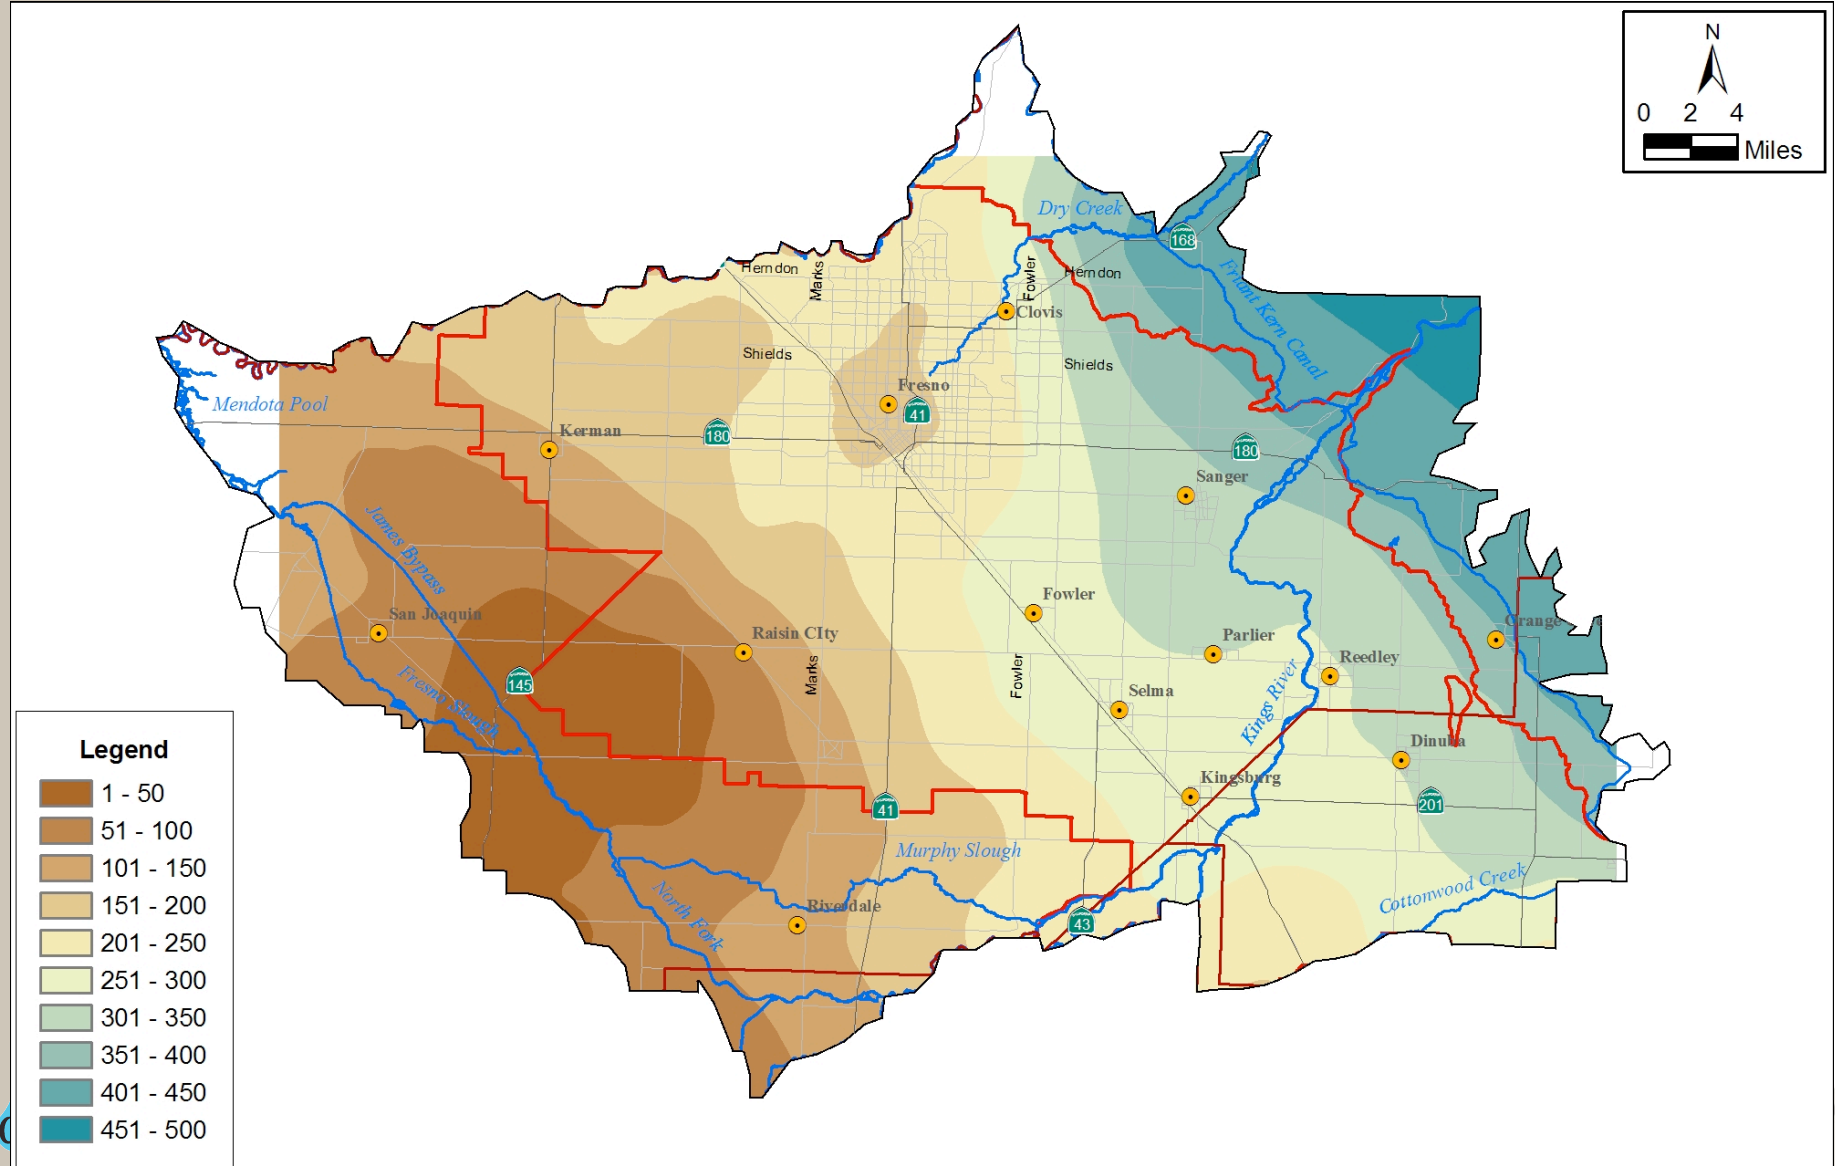 N
0 2 4
Miles
Dry Creek
168
Herndon
Marks
Fowler
Herndon
Friant Kern Canal
Clovis
Shields
Shields
Fresno
41
Mendota Pool
Kerman
180
180
Sanger
James Bypass
San Joaquin
Fowler
Raisin CIty
Parlier
Orange
Reedley
Marks
Fowler
145
Selma
Fresno Slough
Kings River
Dinuba
Kingsburg
41
201
Murphy Slough
Riverdale
North Fork
43
Cottonwood Creek
Legend
1 - 50
51 - 100
101 - 150
151 - 200
201 - 250
251 - 300
301 - 350
351 - 400
401 - 450
451 - 500